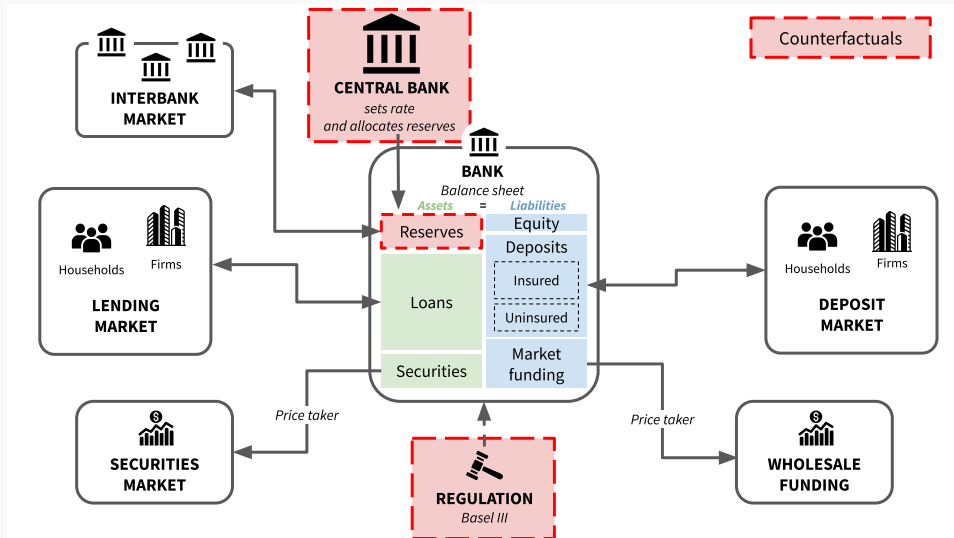 Counterfactuals
INTERBANK
MARKET
CENTRAL BANK
sets rate
and allocates reserves
BANK
Balance sheet
Assets = Liabilities
Reserves
Loans
Securities
Equity
Deposits
Insured
Uninsured
Market
funding
Households
Firms
LENDING
MARKET
Households
Firms
DEPOSIT
MARKET
Price taker
$
SECURITIES
MARKET
REGULATION
Basel III
Price taker
$
WHOLESALE
FUNDING